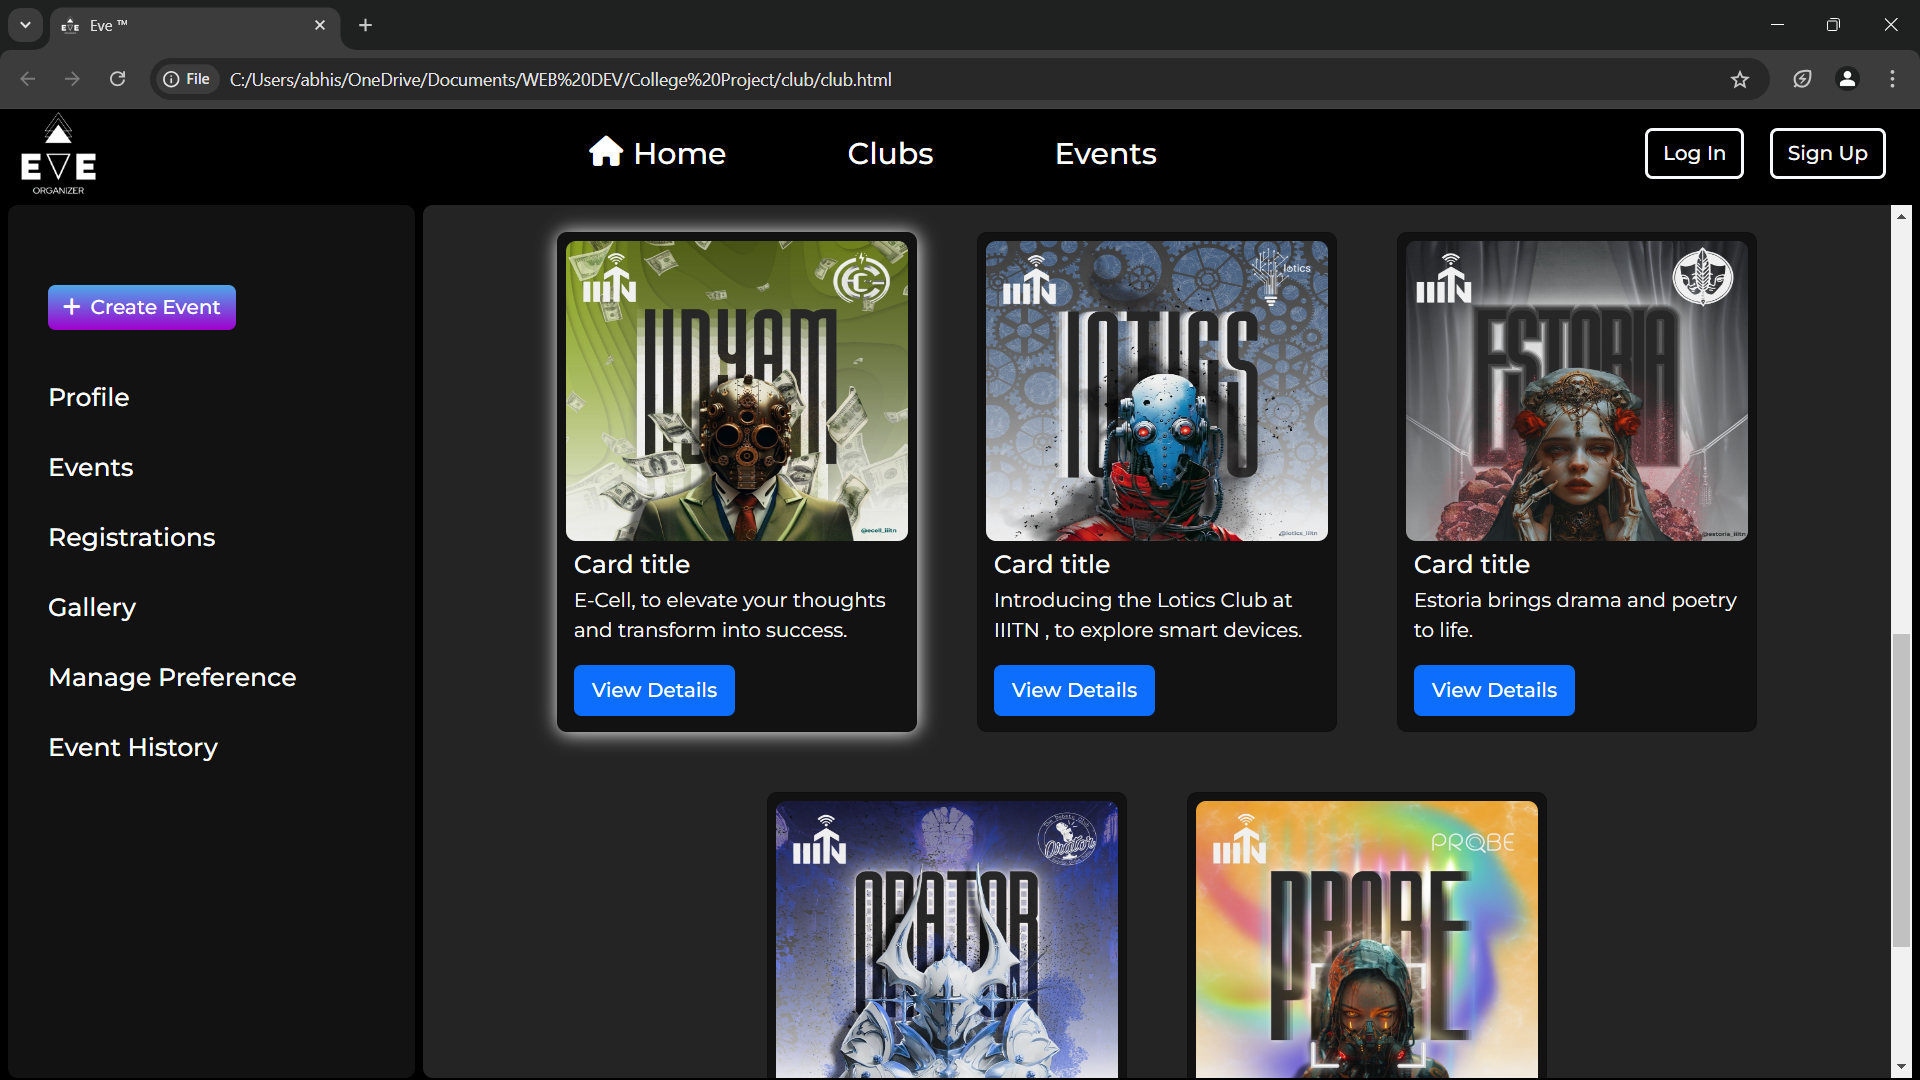 Eve ™
File C:/Users/abhis/OneDrive/Documents/WEB%20DEV/College%20Project/club/club.html
EVE
ORGANIZER
Home Clubs Events Log In Sign Up
+ Create Event
Profile
Events
Registrations
Gallery
Manage Preference
Event History
IIITN
EC
UDYAM
@ecell_iiitn
Card title
E-Cell, to elevate your thoughts
and transform into success.
View Details
IIITN
lotics
IOTICS
@iotics_iiitn
Card title
Introducing the Lotics Club at
IIITN , to explore smart devices.
View Details
IIITN
ESTORIA
@estoria_iiitn
Card title
Estoria brings drama and poetry
to life.
View Details
IIITN
Orator
ORATOR
IIITN
PROBE
PROBE